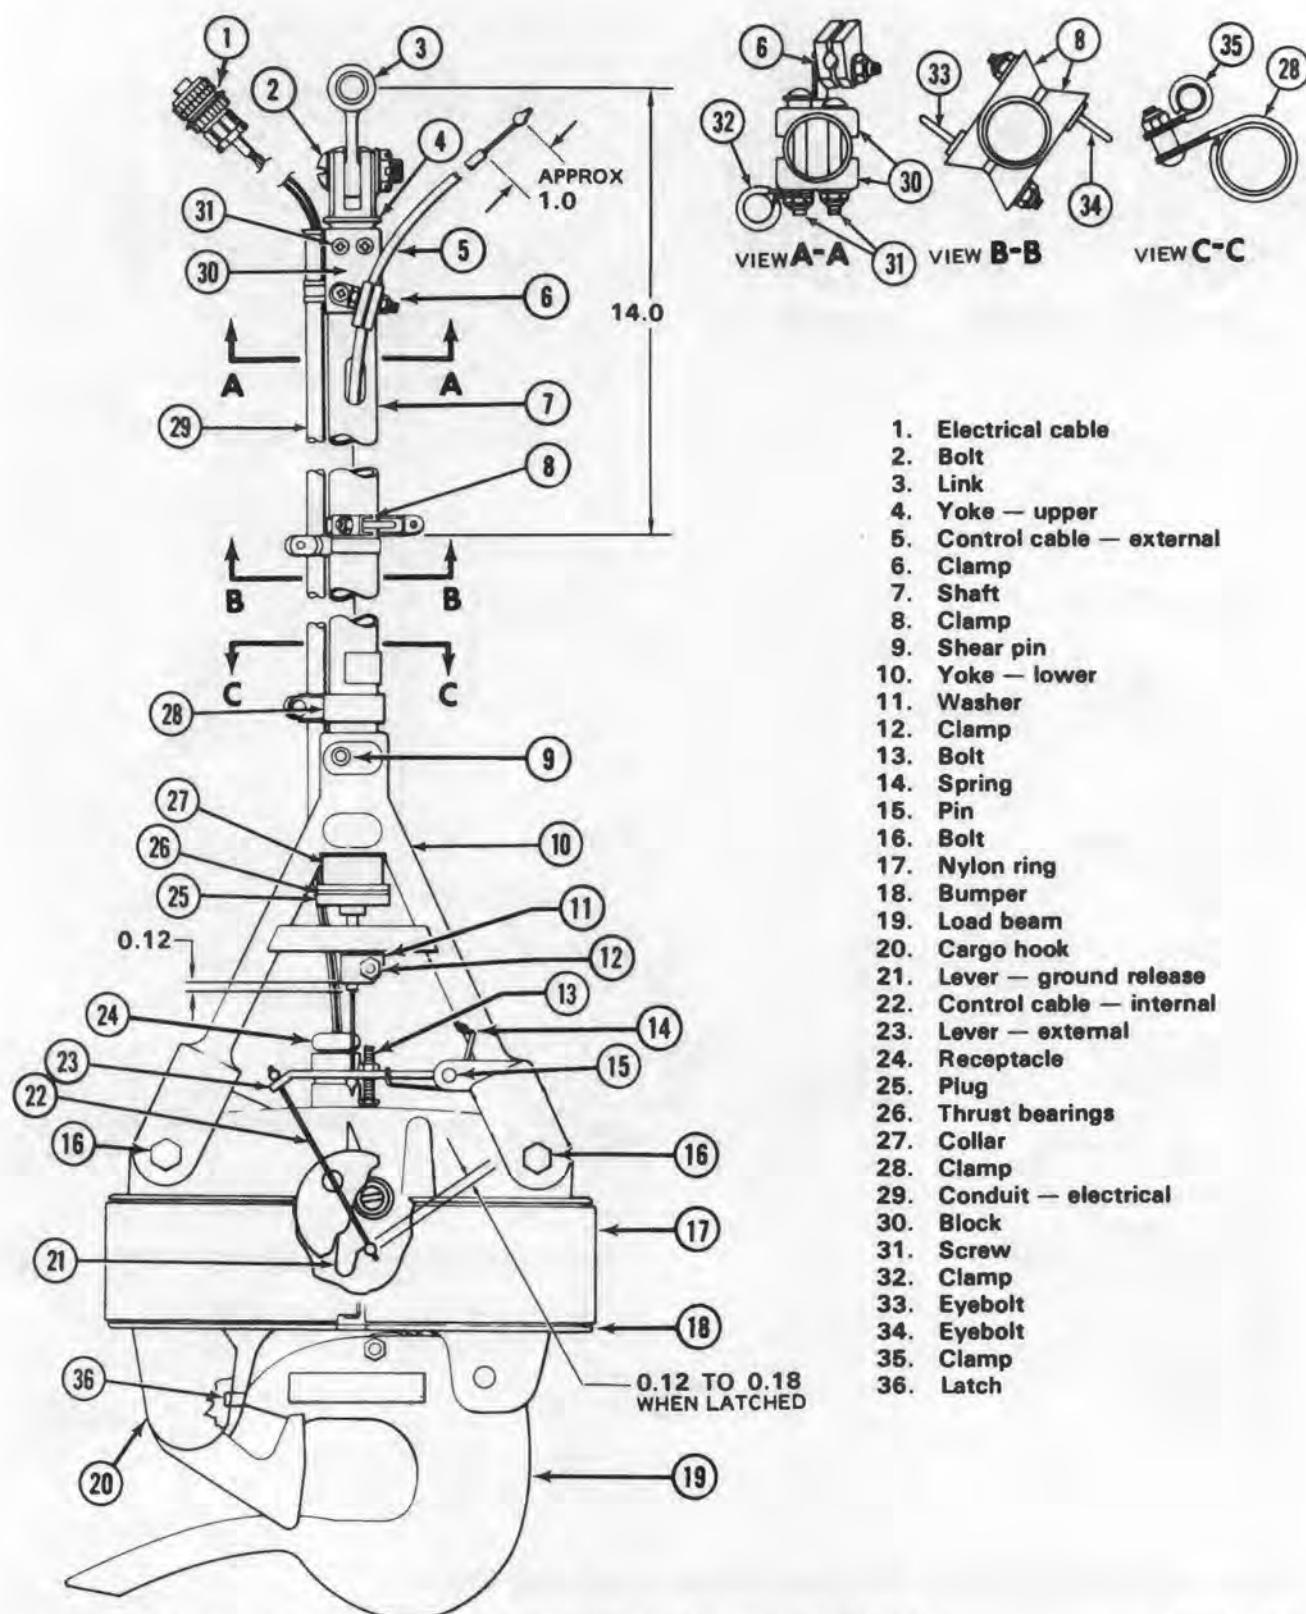 1
3
2
4
APPROX
1.0
31
5
30
6
14.0
A
A
7
29
8
B
B
C
C
28
9
27
10
26
25
11
0.12
12
13
24
14
23
15
22
16
16
17
21
18
36
0.12 TO 0.18
WHEN LATCHED
20
19
6
32
30
31
VIEW A-A
8
33
34
VIEW B-B
35
28
VIEW C-C
1. Electrical cable
2. Bolt
3. Link
4. Yoke — upper
5. Control cable — external
6. Clamp
7. Shaft
8. Clamp
9. Shear pin
10. Yoke — lower
11. Washer
12. Clamp
13. Bolt
14. Spring
15. Pin
16. Bolt
17. Nylon ring
18. Bumper
19. Load beam
20. Cargo hook
21. Lever — ground release
22. Control cable — internal
23. Lever — external
24. Receptacle
25. Plug
26. Thrust bearings
27. Collar
28. Clamp
29. Conduit — electrical
30. Block
31. Screw
32. Clamp
33. Eyebolt
34. Eyebolt
35. Clamp
36. Latch